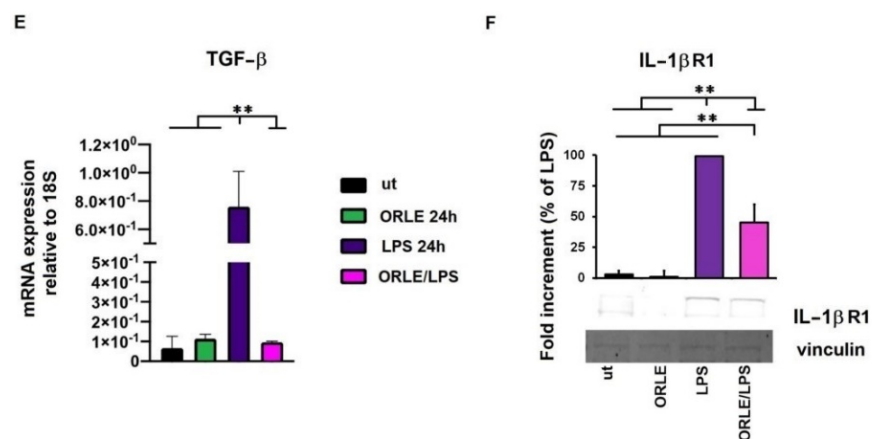 E
TGF-β
**
mRNA expression
relative to 18S
1.2×10⁰
1.0×10⁰
8.0×10⁻¹
6.0×10⁻¹
5×10⁻¹
4×10⁻¹
3×10⁻¹
2×10⁻¹
1×10⁻¹
0
ut
ORLE 24h
LPS 24h
ORLE/LPS
F
IL-1βR1
**
**
Fold increment (% of LPS)
100
75
50
25
0
IL-1βR1
vinculin
ut
ORLE
LPS
ORLE/LPS